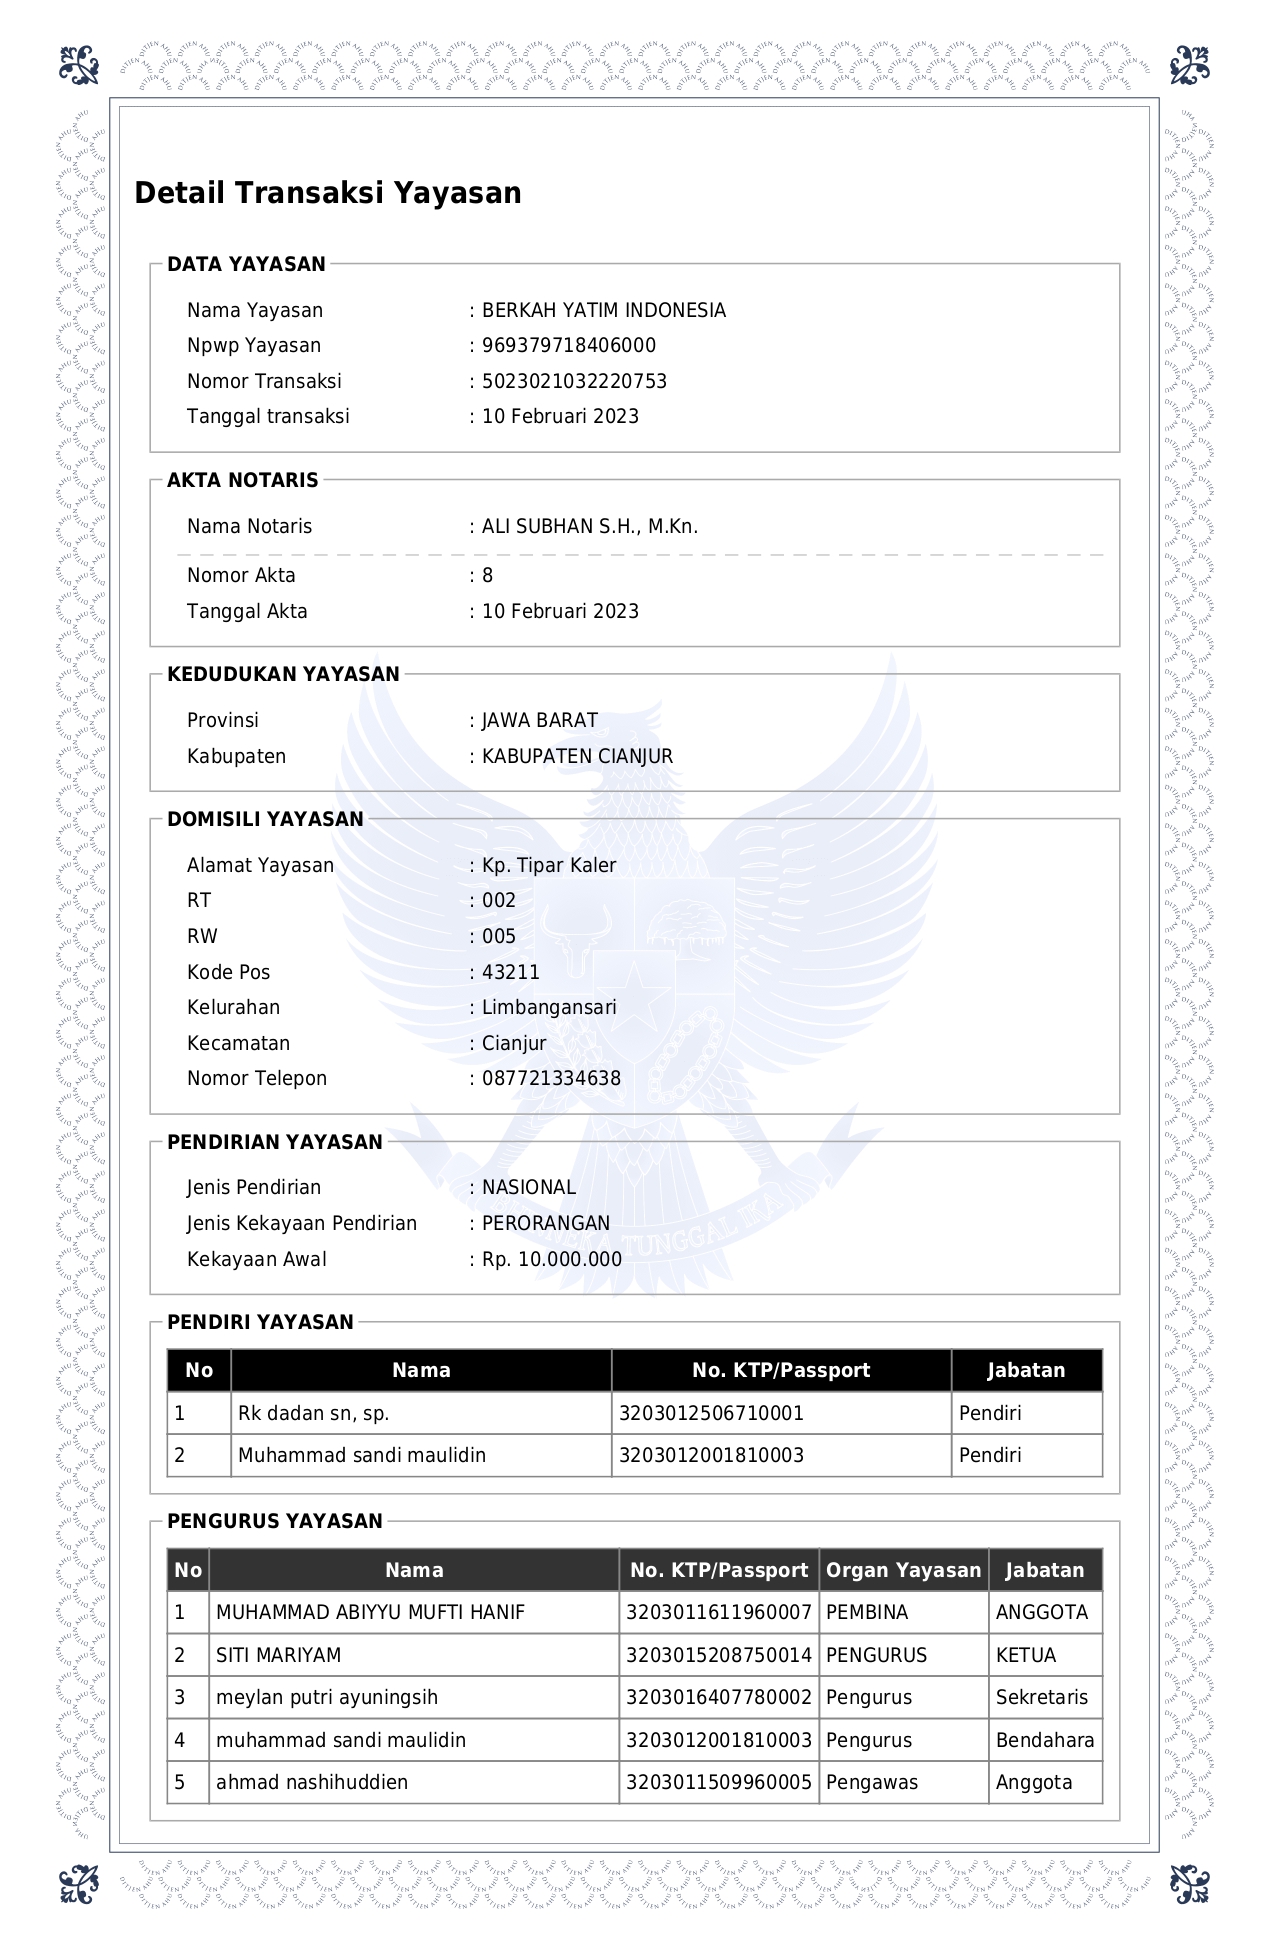 Detail Transaksi Yayasan
DATA YAYASAN
Nama Yayasan : BERKAH YATIM INDONESIA
Npwp Yayasan : 969379718406000
Nomor Transaksi : 5023021032220753
Tanggal transaksi : 10 Februari 2023
AKTA NOTARIS
Nama Notaris : ALI SUBHAN S.H., M.Kn.
Nomor Akta : 8
Tanggal Akta : 10 Februari 2023
KEDUDUKAN YAYASAN
Provinsi : JAWA BARAT
Kabupaten : KABUPATEN CIANJUR
DOMISILI YAYASAN
Alamat Yayasan : Kp. Tipar Kaler
RT : 002
RW : 005
Kode Pos : 43211
Kelurahan : Limbangansari
Kecamatan : Cianjur
Nomor Telepon : 087721334638
PENDIRIAN YAYASAN
Jenis Pendirian : NASIONAL
Jenis Kekayaan Pendirian : PERORANGAN
Kekayaan Awal : Rp. 10.000.000
TUNGGAL IKA
PENDIRI YAYASAN
No Nama No. KTP/Passport Jabatan
1 Rk dadan sn, sp. 3203012506710001 Pendiri
2 Muhammad sandi maulidin 3203012001810003 Pendiri
PENGURUS YAYASAN
No Nama No. KTP/Passport Organ Yayasan Jabatan
1 MUHAMMAD ABIYYU MUFTI HANIF 3203011611960007 PEMBINA ANGGOTA
2 SITI MARIYAM 3203015208750014 PENGURUS KETUA
3 meylan putri ayuningsih 3203016407780002 Pengurus Sekretaris
4 muhammad sandi maulidin 3203012001810003 Pengurus Bendahara
5 ahmad nashihuddien 3203011509960005 Pengawas Anggota